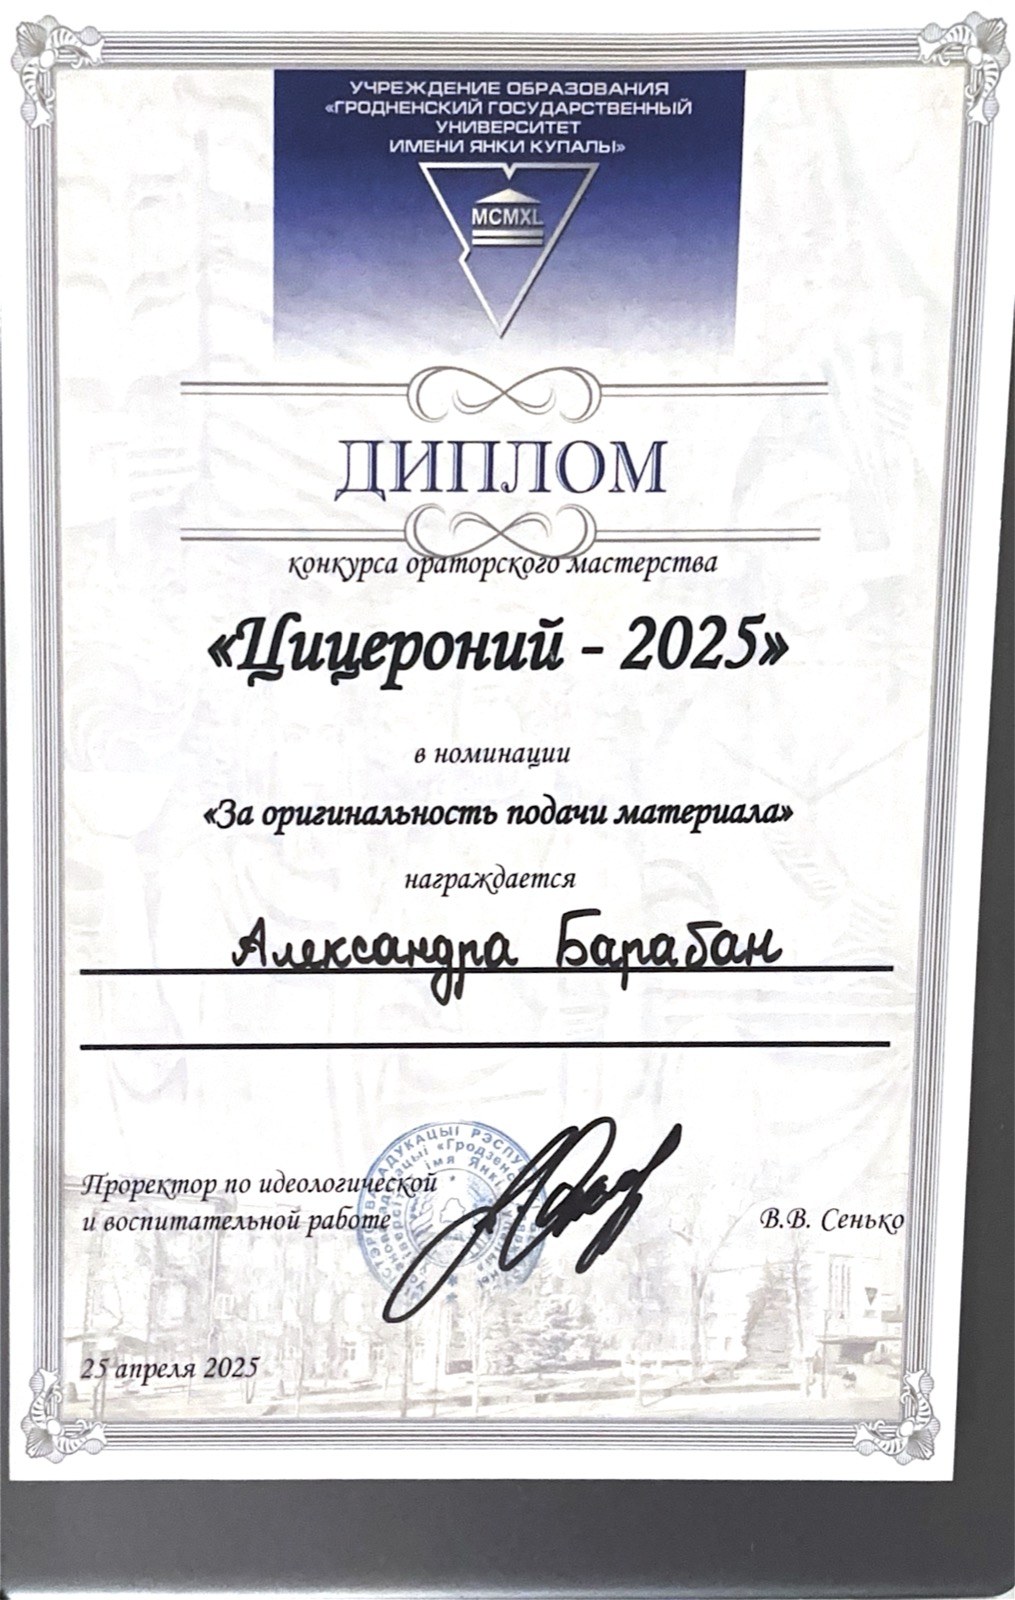 УЧРЕЖДЕНИЕ ОБРАЗОВАНИЯ
«ГРОДНЕНСКИЙ ГОСУДАРСТВЕННЫЙ
УНИВЕРСИТЕТ
ИМЕНИ ЯНКИ КУПАЛЫ»
MCMXL
ДИПЛОМ
конкурса ораторского мастерства
«Цицероний - 2025»
в номинации
«За оригинальность подачи материала»
награждается
Александра Барабан
Проректор по идеологической
и воспитательной работе
В.В. Сенько
25 апреля 2025